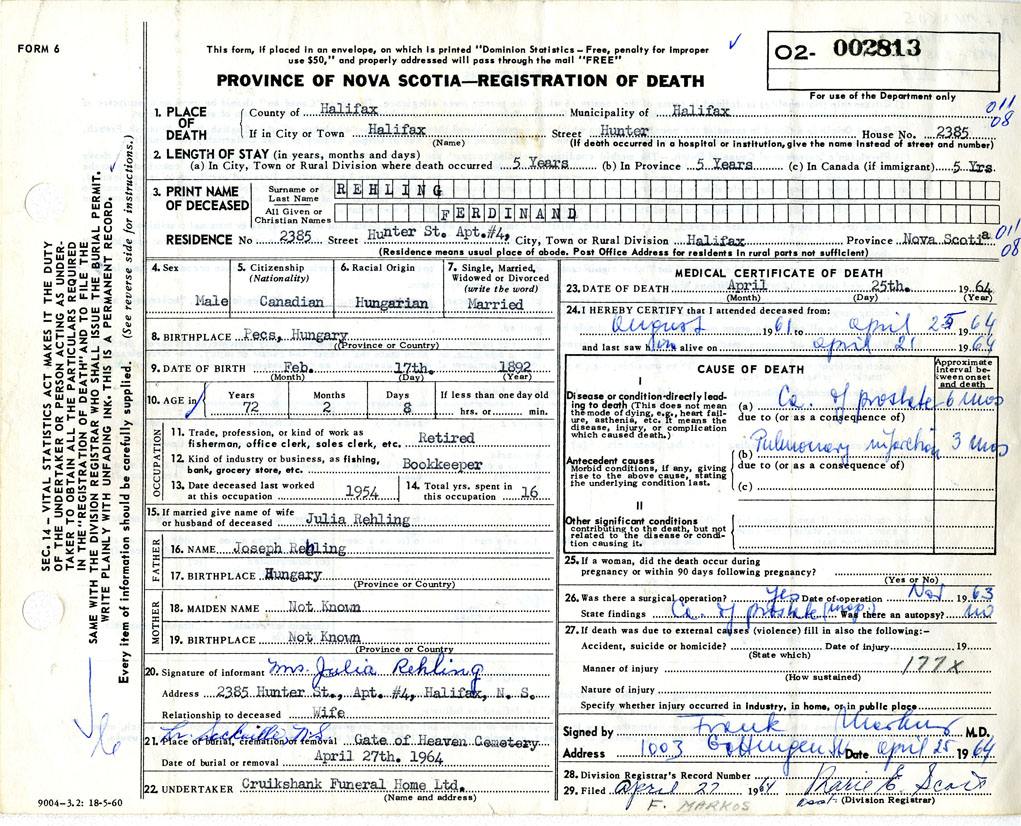 FORM 6
This form, if placed in an envelope, on which is printed "Dominion Statistics – Free, penalty for improper
use $50," and properly addressed will pass through the mail "FREE"
O2- 002813
PROVINCE OF NOVA SCOTIA—REGISTRATION OF DEATH
For use of the Department only
011
08
1. PLACE OF DEATH
County of Halifax Municipality of Halifax
If in City or Town Halifax Street Hunter House No. 2385
(Name) (If death occurred in a hospital or institution, give the name instead of street and number)
2. LENGTH OF STAY (in years, months and days)
(a) In City, Town or Rural Division where death occurred 5 Years (b) In Province 5 Years (c) In Canada (if immigrant) 5 Yrs.
3. PRINT NAME OF DECEASED
Surname or Last Name REHLING
All Given or Christian Names FERDINAND
RESIDENCE No 2385 Street Hunter St. Apt.#4, City, Town or Rural Division Halifax Province Nova Scotia
011
08
(Residence means usual place of abode. Post Office Address for residents in rural parts not sufficient)
4. Sex
Male
5. Citizenship
(Nationality)
Canadian
6. Racial Origin
Hungarian
7. Single, Married,
Widowed or Divorced
(write the word)
Married
8. BIRTHPLACE Pecs, Hungary
(Province or Country)
9. DATE OF BIRTH Feb. 17th. 1892
(Month) (Day) (Year)
10. AGE in
Years Months Days If less than one day old
72 2 8 hrs. or min.
OCCUPATION
11. Trade, profession, or kind of work as
fisherman, office clerk, sales clerk, etc. Retired
12. Kind of industry or business, as fishing,
bank, grocery store, etc. Bookkeeper
13. Date deceased last worked
at this occupation 1954
14. Total yrs. spent in
this occupation 16
15. If married give name of wife
or husband of deceased Julia Rehling
FATHER
16. NAME Joseph Rehling
17. BIRTHPLACE Hungary
(Province or Country)
MOTHER
18. MAIDEN NAME Not Known
19. BIRTHPLACE Not Known
(Province or Country
20. Signature of informant Mrs. Julia Rehling
Address 2385 Hunter St., Apt. #4, Halifax, N. S.
Relationship to deceased Wife
Lr. Sackville N.S
21. Place of burial, cremation or removal Gate of Heaven Cemetery
Date of burial or removal April 27th. 1964
22. UNDERTAKER Cruikshank Funeral Home Ltd.
(Name and address)
9004–3.2: 18-5-60
MEDICAL CERTIFICATE OF DEATH
23. DATE OF DEATH April 25th. 1964
(Month) (Day) (Year)
24. I HEREBY CERTIFY that I attended deceased from:
August 1961 to April 25 1964
and last saw him alive on April 21 1964
CAUSE OF DEATH
Approximate
interval be-
tween onset
and death
I
Disease or condition directly lead-
ing to death (This does not mean
the mode of dying, e.g., heart fail-
ure, asthenia, etc. It means the
disease, injury, or complication
which caused death.)
(a) Ca. of prostate 6 mos
due to (or as a consequence of)
Antecedent causes
Morbid conditions, if any, giving
rise to the above cause, stating
the underlying condition last.
(b) Pulmonary infarction 3 mos
due to (or as a consequence of)
(c)
II
Other significant conditions
contributing to the death, but not
related to the disease or condi-
tion causing it.
25. If a woman, did the death occur during
pregnancy or within 90 days following pregnancy?
(Yes or No)
26. Was there a surgical operation? Yes Date of operation Nov 1963
State findings Ca. of prostate (inop.) Was there an autopsy? no
27. If death was due to external causes (violence) fill in also the following:–
Accident, suicide or homicide? Date of injury 19
(State which)
Manner of injury 177x
(How sustained)
Nature of injury
Specify whether injury occurred in Industry, in home, or in public place
Signed by Frank Markos M.D.
Address 1003 Gottingen St Date April 25 1964
28. Division Registrar's Record Number
29. Filed April 27 1964 Marie E. Scott
asst. (Division Registrar)
F. MARKOS
SEC. 14 – VITAL STATISTICS ACT MAKES IT THE DUTY
OF THE UNDERTAKER OR PERSON ACTING AS UNDER-
TAKER TO OBTAIN ALL THE PARTICULARS REQUIRED
IN THE "REGISTRATION OF DEATH" AND TO FILE THE
SAME WITH THE DIVISION REGISTRAR WHO SHALL ISSUE THE BURIAL PERMIT.
WRITE PLAINLY WITH UNFADING INK. THIS IS A PERMANENT RECORD.
Every item of information should be carefully supplied. (See reverse side for instructions.)